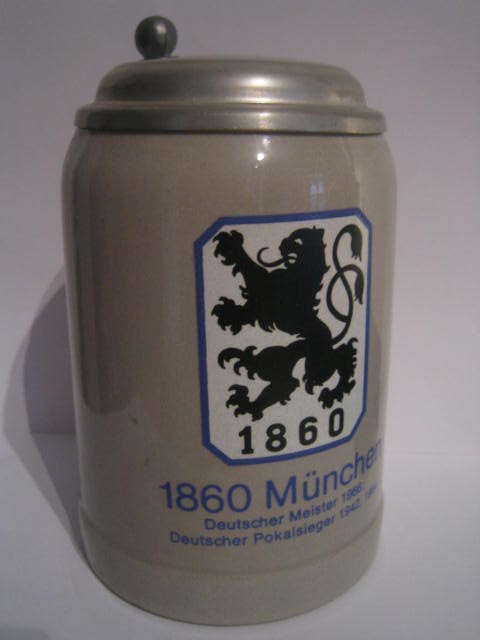 1860
1860 München
Deutscher Meister 1966,
Deutscher Pokalsieger 1942,